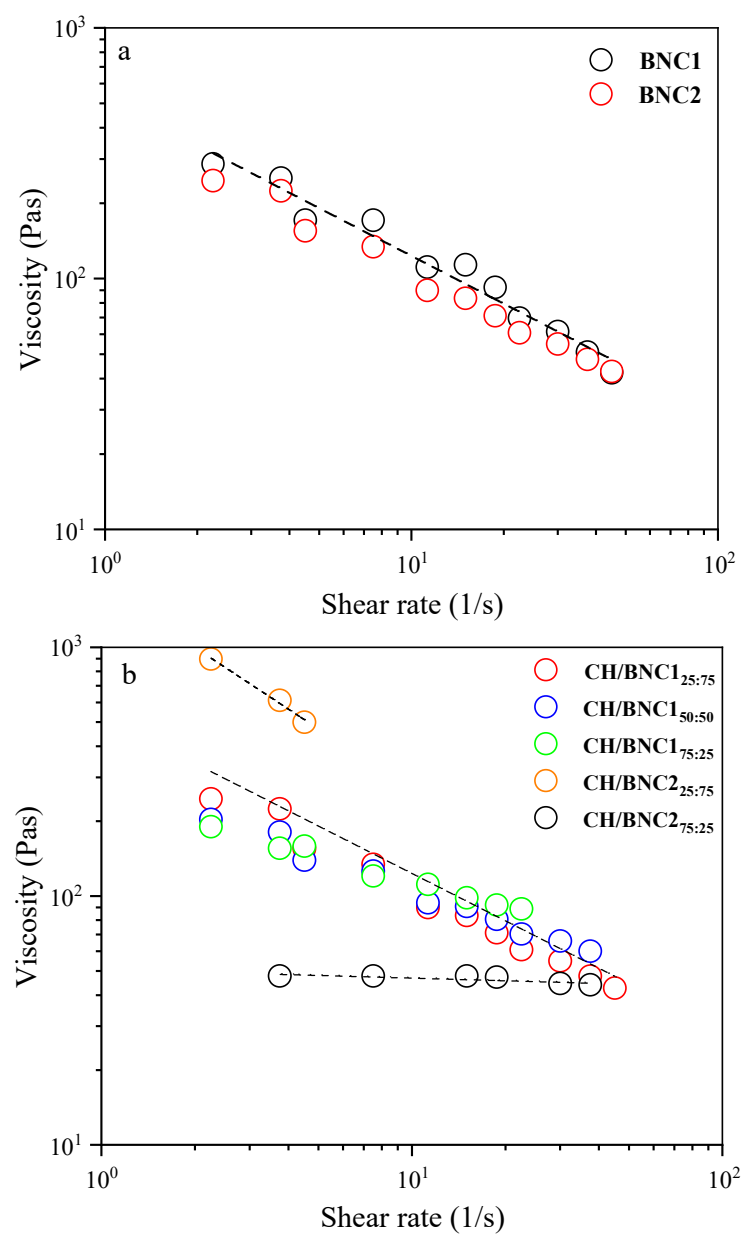 10³
a
BNC1
BNC2
10²
10¹
10⁰
10¹
10²
Viscosity (Pas)
Shear rate (1/s)
10³
b
CH/BNC1₂₅:₇₅
CH/BNC1₅₀:₅₀
CH/BNC1₇₅:₂₅
CH/BNC2₂₅:₇₅
CH/BNC2₇₅:₂₅
10²
10¹
10⁰
10¹
10²
Viscosity (Pas)
Shear rate (1/s)